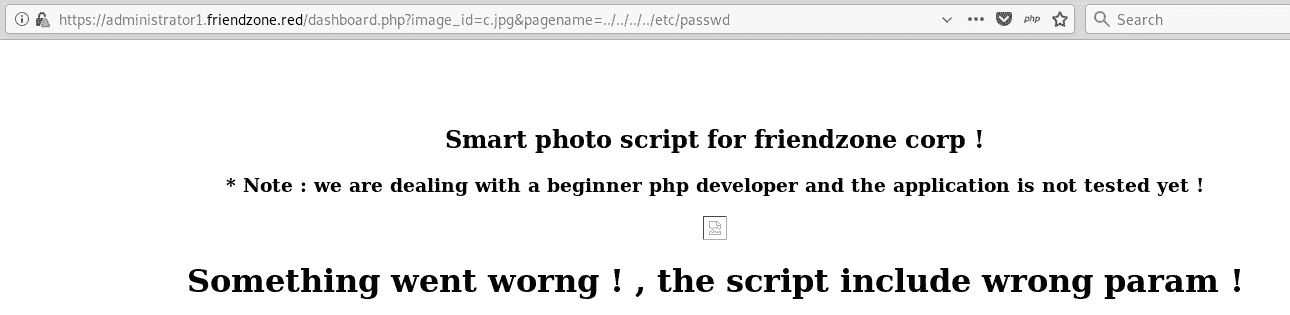 https://administrator1.friendzone.red/dashboard.php?image_id=c.jpg&pagename=../../../../etc/passwd php Search
Smart photo script for friendzone corp !
* Note : we are dealing with a beginner php developer and the application is not tested yet !
Something went worng ! , the script include wrong param !